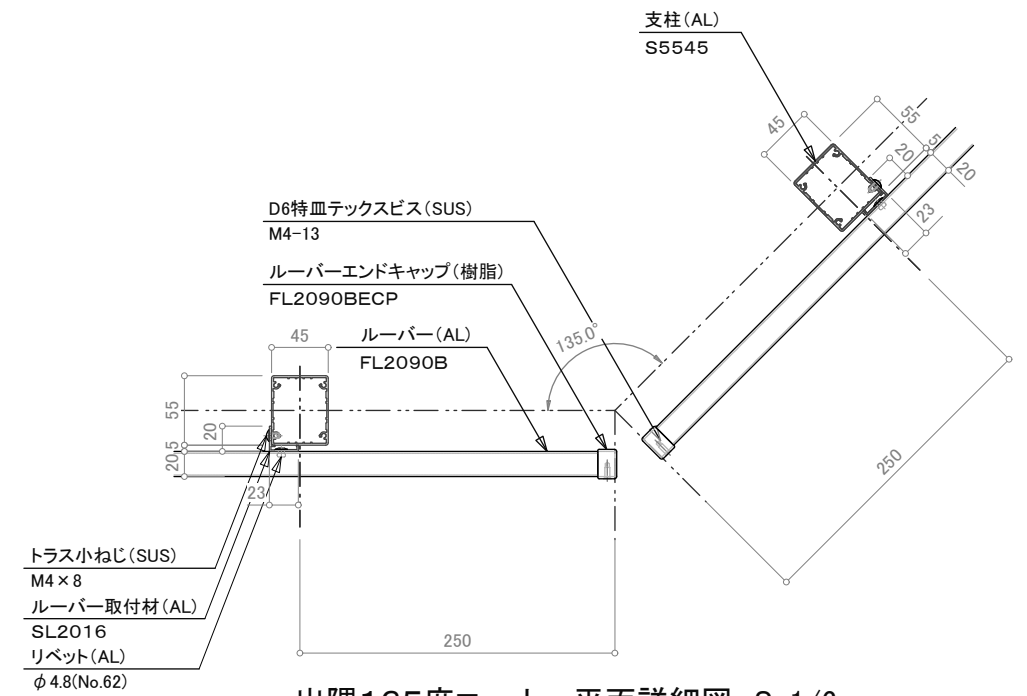 支柱(AL)
S5545
45
55
5
20
20
23
D6特皿テックスビス(SUS)
M4-13
ルーバーエンドキャップ(樹脂)
FL2090BECP
45
ルーバー(AL)
FL2090B
135.0°
55
20
5
20
23
250
トラス小ねじ(SUS)
M4×8
ルーバー取付材(AL)
SL2016
リベット(AL)
φ4.8(No.62)
250